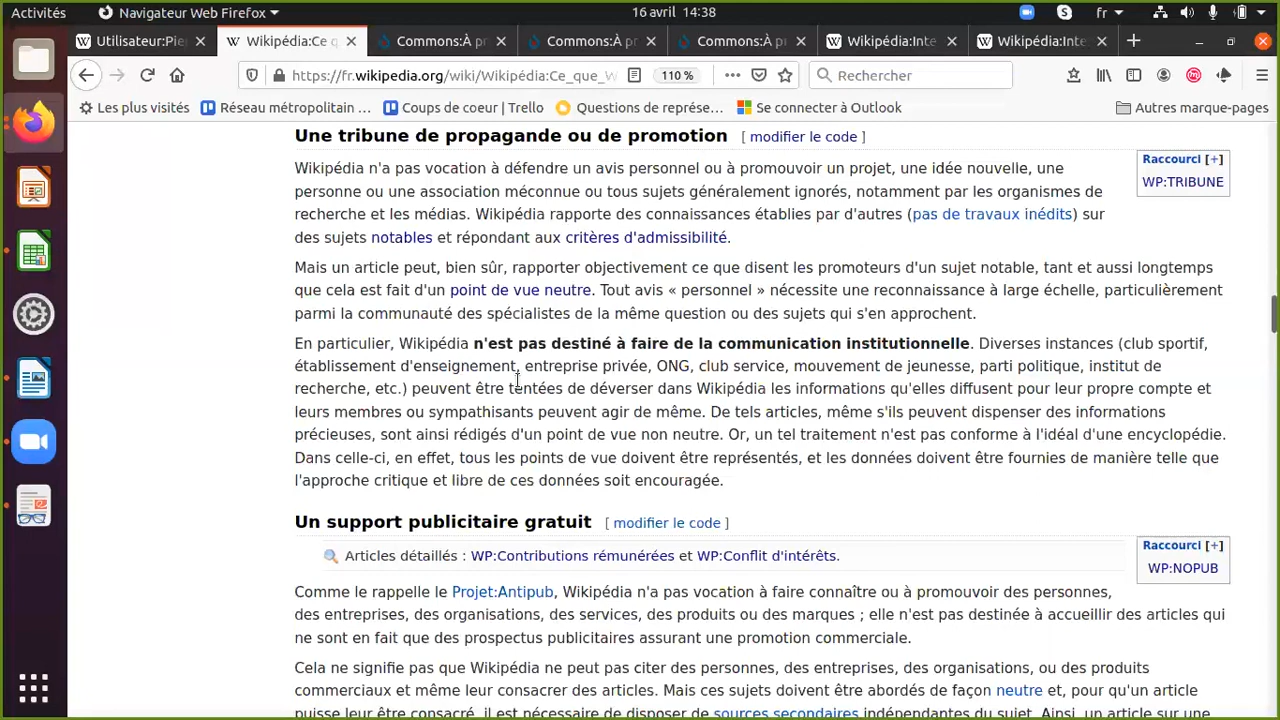 Activités
Navigateur Web Firefox
16 avril 14:38
fr
Utilisateur:Pie
Wikipédia:Ce q
Commons:À p
Commons:À p
Commons:À p
Wikipédia:Inte
Wikipédia:Inte
https://fr.wikipedia.org/wiki/Wikipédia:Ce_que_W
110 %
Rechercher
Les plus visités
Réseau métropolitain …
Coups de coeur | Trello
Questions de représe…
Se connecter à Outlook
Autres marque-pages
Une tribune de propagande ou de promotion [ modifier le code ]
Raccourci [+]
WP:TRIBUNE
Wikipédia n'a pas vocation à défendre un avis personnel ou à promouvoir un projet, une idée nouvelle, une
personne ou une association méconnue ou tous sujets généralement ignorés, notamment par les organismes de
recherche et les médias. Wikipédia rapporte des connaissances établies par d'autres (pas de travaux inédits) sur
des sujets notables et répondant aux critères d'admissibilité.
Mais un article peut, bien sûr, rapporter objectivement ce que disent les promoteurs d'un sujet notable, tant et aussi longtemps
que cela est fait d'un point de vue neutre. Tout avis « personnel » nécessite une reconnaissance à large échelle, particulièrement
parmi la communauté des spécialistes de la même question ou des sujets qui s'en approchent.
En particulier, Wikipédia n'est pas destiné à faire de la communication institutionnelle. Diverses instances (club sportif,
établissement d'enseignement, entreprise privée, ONG, club service, mouvement de jeunesse, parti politique, institut de
recherche, etc.) peuvent être tentées de déverser dans Wikipédia les informations qu'elles diffusent pour leur propre compte et
leurs membres ou sympathisants peuvent agir de même. De tels articles, même s'ils peuvent dispenser des informations
précieuses, sont ainsi rédigés d'un point de vue non neutre. Or, un tel traitement n'est pas conforme à l'idéal d'une encyclopédie.
Dans celle-ci, en effet, tous les points de vue doivent être représentés, et les données doivent être fournies de manière telle que
l'approche critique et libre de ces données soit encouragée.
Un support publicitaire gratuit [ modifier le code ]
Raccourci [+]
WP:NOPUB
Articles détaillés : WP:Contributions rémunérées et WP:Conflit d'intérêts.
Comme le rappelle le Projet:Antipub, Wikipédia n'a pas vocation à faire connaître ou à promouvoir des personnes,
des entreprises, des organisations, des services, des produits ou des marques ; elle n'est pas destinée à accueillir des articles qui
ne sont en fait que des prospectus publicitaires assurant une promotion commerciale.
Cela ne signifie pas que Wikipédia ne peut pas citer des personnes, des entreprises, des organisations, ou des produits
commerciaux et même leur consacrer des articles. Mais ces sujets doivent être abordés de façon neutre et, pour qu'un article
puisse leur être consacré, il est nécessaire de disposer de sources secondaires indépendantes du sujet. Ainsi, un article sur une